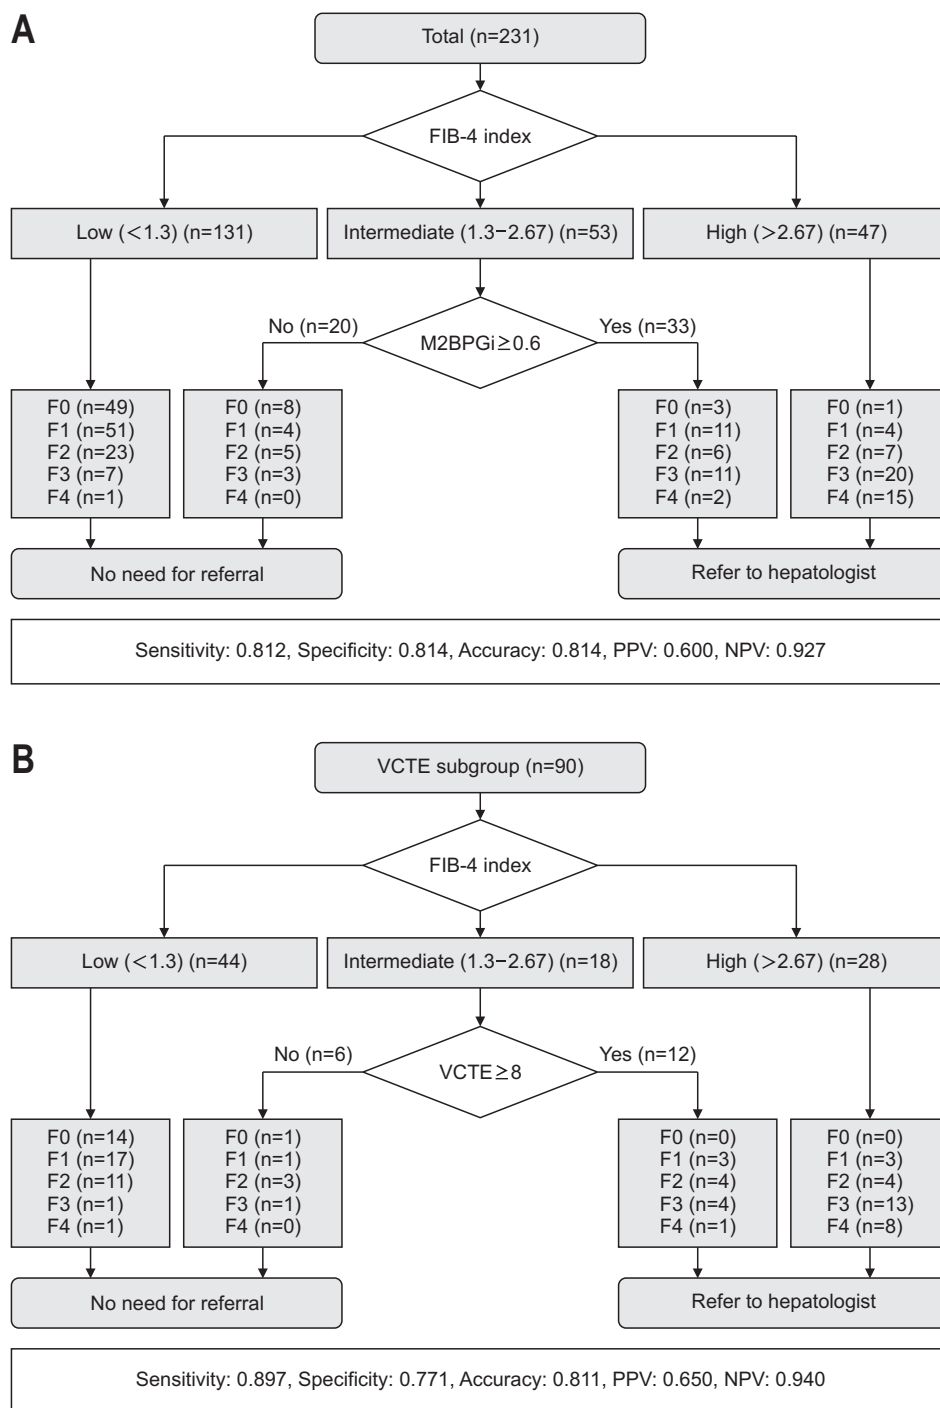 A
Total (n=231)
FIB-4 index
Low (<1.3) (n=131)
Intermediate (1.3−2.67) (n=53)
High (>2.67) (n=47)
No (n=20)
M2BPGi≥0.6
Yes (n=33)
F0 (n=49)
F1 (n=51)
F2 (n=23)
F3 (n=7)
F4 (n=1)
F0 (n=8)
F1 (n=4)
F2 (n=5)
F3 (n=3)
F4 (n=0)
F0 (n=3)
F1 (n=11)
F2 (n=6)
F3 (n=11)
F4 (n=2)
F0 (n=1)
F1 (n=4)
F2 (n=7)
F3 (n=20)
F4 (n=15)
No need for referral
Refer to hepatologist
Sensitivity: 0.812, Specificity: 0.814, Accuracy: 0.814, PPV: 0.600, NPV: 0.927
B
VCTE subgroup (n=90)
FIB-4 index
Low (<1.3) (n=44)
Intermediate (1.3−2.67) (n=18)
High (>2.67) (n=28)
No (n=6)
VCTE≥8
Yes (n=12)
F0 (n=14)
F1 (n=17)
F2 (n=11)
F3 (n=1)
F4 (n=1)
F0 (n=1)
F1 (n=1)
F2 (n=3)
F3 (n=1)
F4 (n=0)
F0 (n=0)
F1 (n=3)
F2 (n=4)
F3 (n=4)
F4 (n=1)
F0 (n=0)
F1 (n=3)
F2 (n=4)
F3 (n=13)
F4 (n=8)
No need for referral
Refer to hepatologist
Sensitivity: 0.897, Specificity: 0.771, Accuracy: 0.811, PPV: 0.650, NPV: 0.940